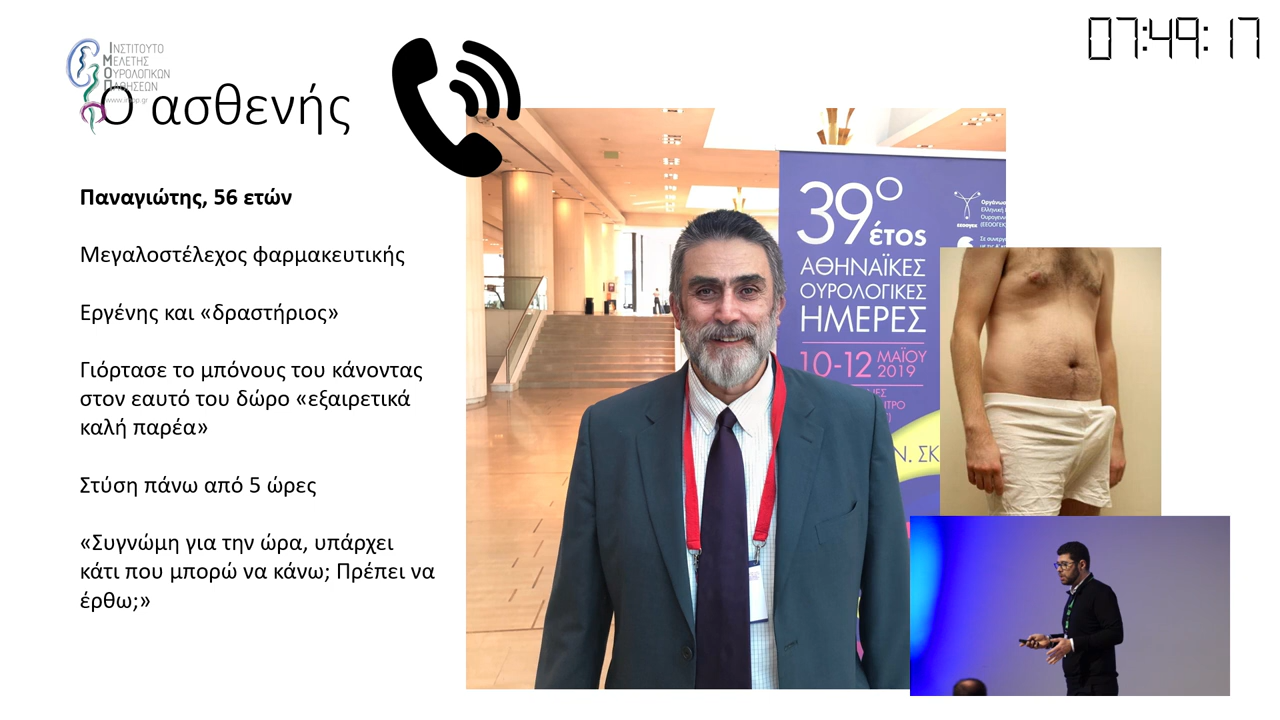 07:49:17
ΙΝΣΤΙΤΟΥΤΟ
ΜΕΛΕΤΗΣ
ΟΥΡΟΛΟΓΙΚΩΝ
ΠΑΘΗΣΕΩΝ
Ο ασθενής
Παναγιώτης, 56 ετών
Μεγαλοστέλεχος φαρμακευτικής
Εργένης και «δραστήριος»
Γιόρτασε το μπόνους του κάνοντας
στον εαυτό του δώρο «εξαιρετικά
καλή παρέα»
Στύση πάνω από 5 ώρες
«Συγνώμη για την ώρα, υπάρχει
κάτι που μπορώ να κάνω; Πρέπει να
έρθω;»
39ο
έτος
ΑΘΗΝΑΪΚΕΣ
ΟΥΡΟΛΟΓΙΚΕΣ
ΗΜΕΡΕΣ
10-12 ΜΑΪΟΥ
2019
Ν. ΣΚ